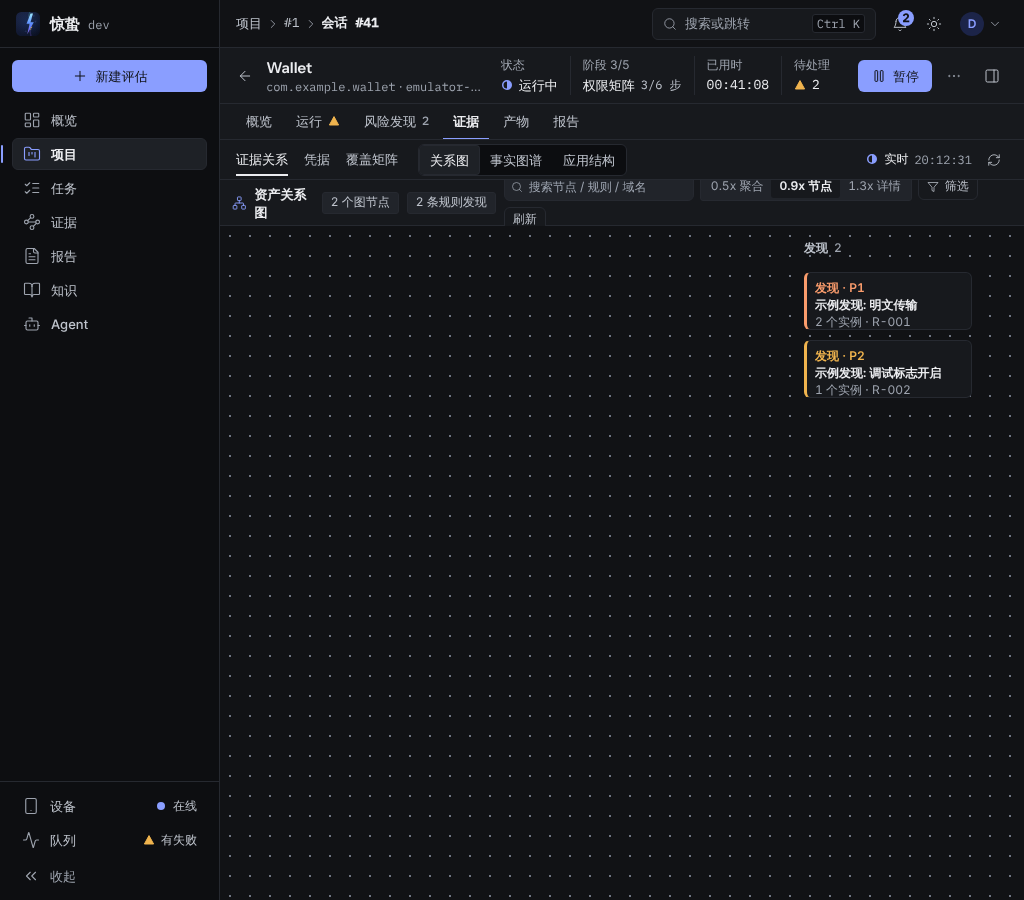 惊蛰 dev
项目 > #1 > 会话 #41
搜索或跳转 Ctrl K
2
D
新建评估
概览
项目
任务
证据
报告
知识
Agent
设备 在线
队列 有失败
收起
Wallet
com.example.wallet · emulator-…
状态
运行中
阶段 3/5
权限矩阵 3/6 步
已用时
00:41:08
待处理
2
暂停
概览 运行 风险发现 2 证据 产物 报告
证据关系 凭据 覆盖矩阵 关系图 事实图谱 应用结构
实时 20:12:31
资产关系
图
2 个图节点 2 条规则发现
搜索节点 / 规则 / 域名
0.5x 聚合 0.9x 节点 1.3x 详情
筛选
刷新
发现 2
发现 · P1
示例发现: 明文传输
2 个实例 · R-001
发现 · P2
示例发现: 调试标志开启
1 个实例 · R-002